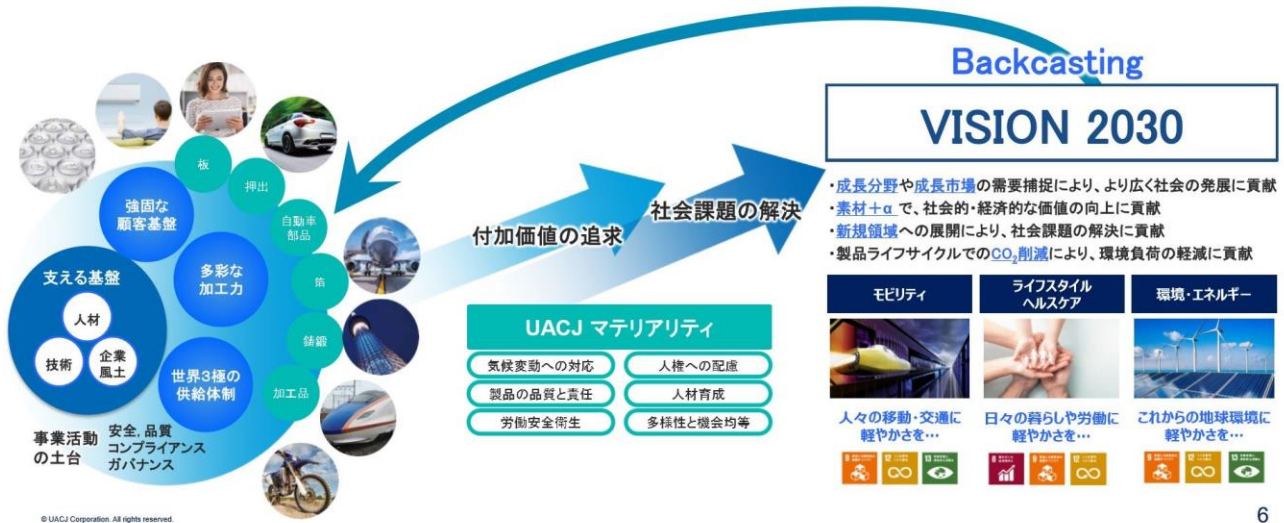 Backcasting
VISION 2030
・成長分野や成長市場の需要捕捉により、より広く社会の発展に貢献
・素材+αで、社会的・経済的な価値の向上に貢献
・新規領域への展開により、社会課題の解決に貢献
・製品ライフサイクルでのCO₂削減により、環境負荷の軽減に貢献
モビリティ
ライフスタイル
ヘルスケア
環境・エネルギー
人々の移動・交通に
軽やかさを…
日々の暮らしや労働に
軽やかさを…
これからの地球環境に
軽やかさを…
9
12
13
8
9
12
9
12
13
社会課題の解決
付加価値の追求
UACJ マテリアリティ
気候変動への対応
人権への配慮
製品の品質と責任
人材育成
労働安全衛生
多様性と機会均等
板
押出
自動車
部品
箔
鋳鍛
加工品
強固な
顧客基盤
多彩な
加工力
世界3極の
供給体制
支える基盤
人材
技術
企業
風土
事業活動
の土台
安全, 品質
コンプライアンス
ガバナンス
© UACJ Corporation. All rights reserved.
6